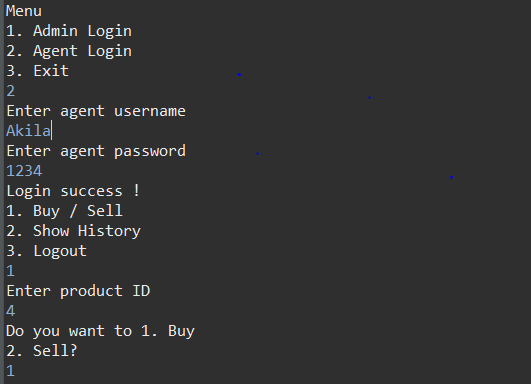 Menu
1. Admin Login
2. Agent Login
3. Exit
2
Enter agent username
Akila
Enter agent password
1234
Login success !
1. Buy / Sell
2. Show History
3. Logout
1
Enter product ID
4
Do you want to 1. Buy
2. Sell?
1